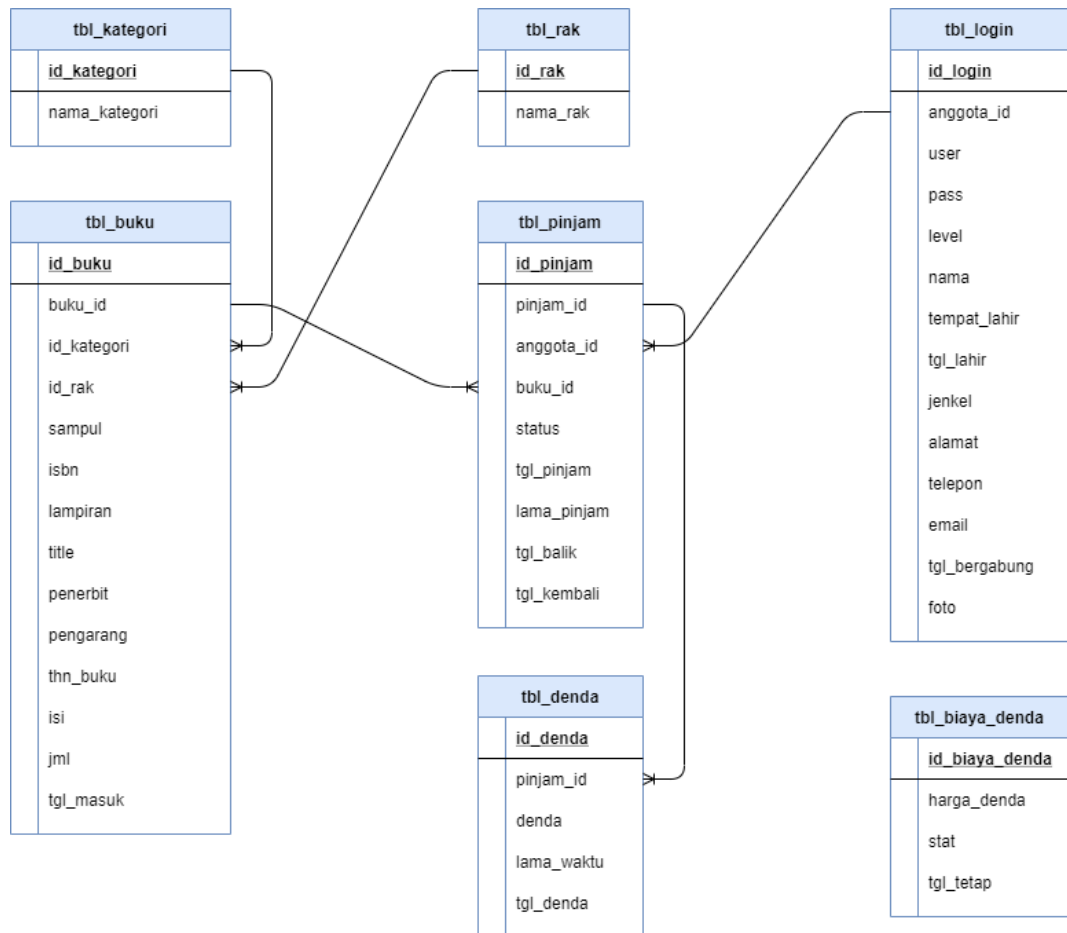 tbl_kategori
id_kategori
nama_kategori
tbl_rak
id_rak
nama_rak
tbl_login
id_login
anggota_id
user
pass
level
nama
tempat_lahir
tgl_lahir
jenkel
alamat
telepon
email
tgl_bergabung
foto
tbl_buku
id_buku
buku_id
id_kategori
id_rak
sampul
isbn
lampiran
title
penerbit
pengarang
thn_buku
isi
jml
tgl_masuk
tbl_pinjam
id_pinjam
pinjam_id
anggota_id
buku_id
status
tgl_pinjam
lama_pinjam
tgl_balik
tgl_kembali
tbl_denda
id_denda
pinjam_id
denda
lama_waktu
tgl_denda
tbl_biaya_denda
id_biaya_denda
harga_denda
stat
tgl_tetap